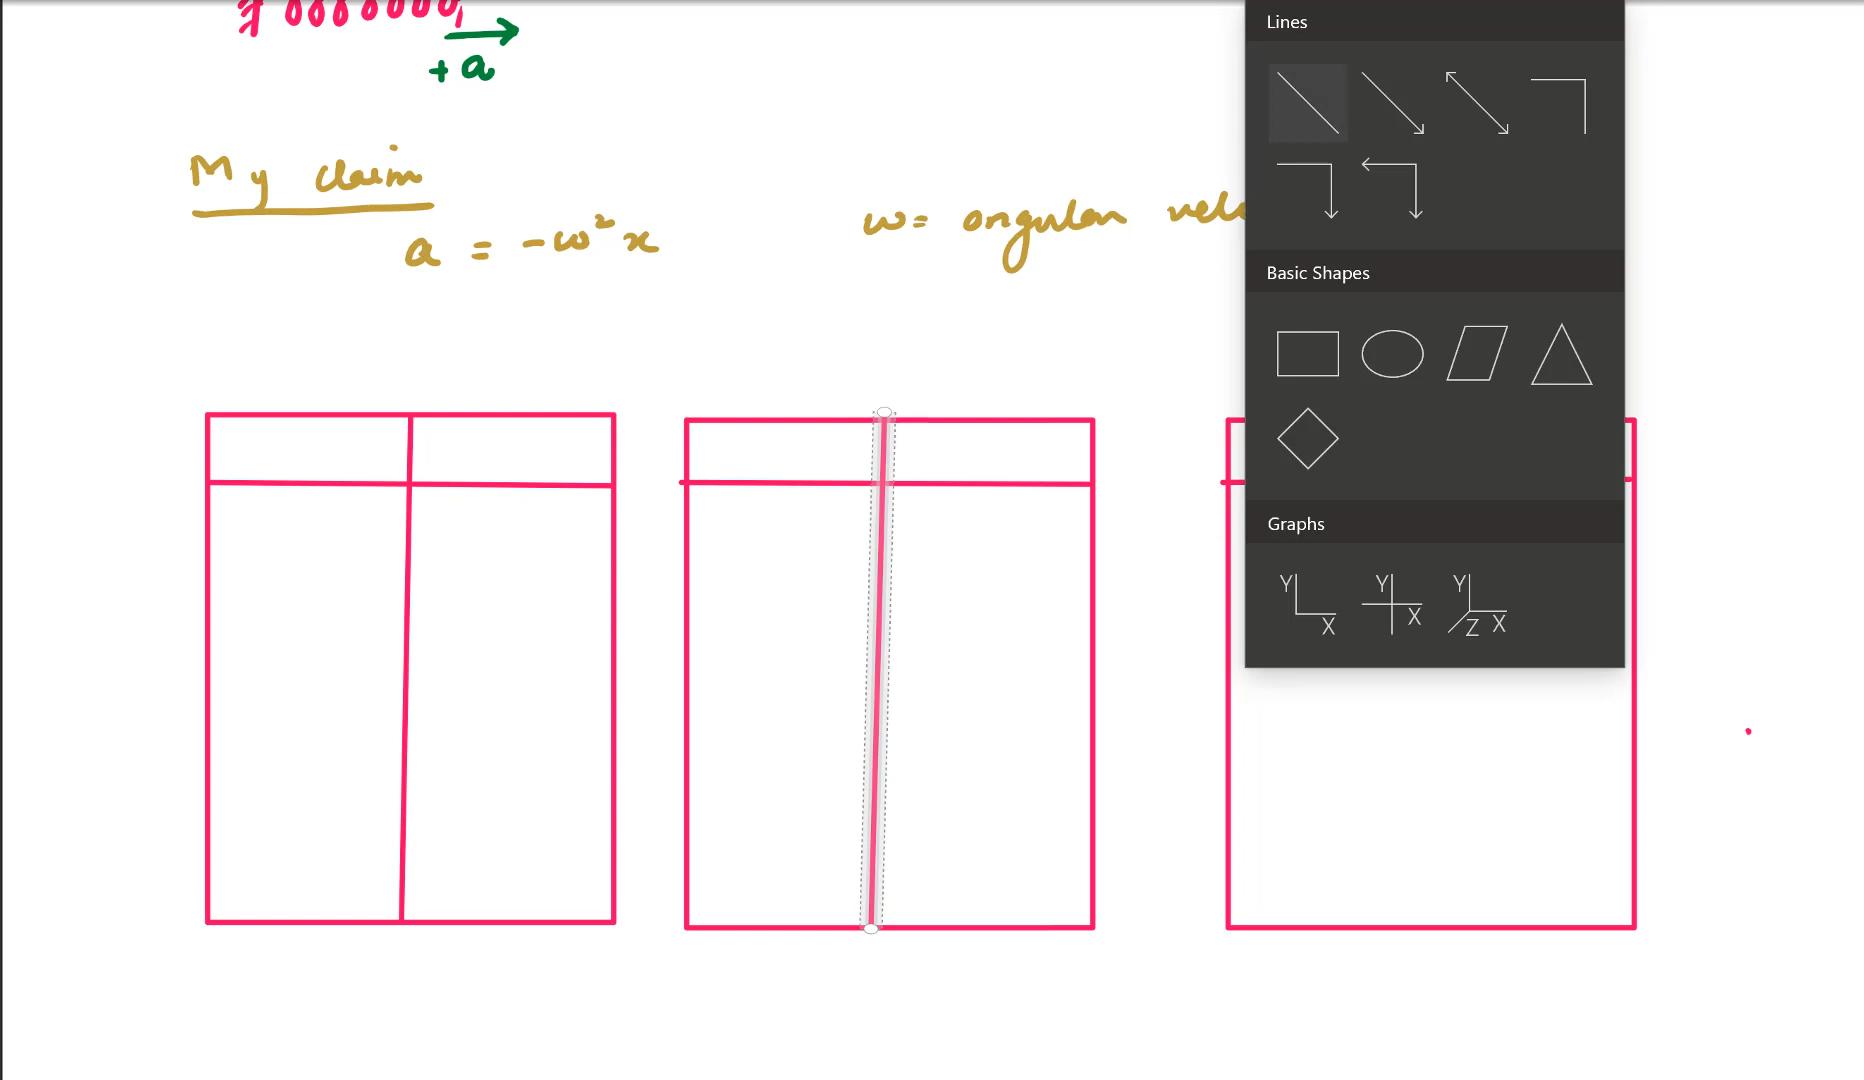 Lines
+ a
My claim
a = -ω²x
ω = angular
Basic Shapes
Graphs
Y
X
Y
X
Y
Z X